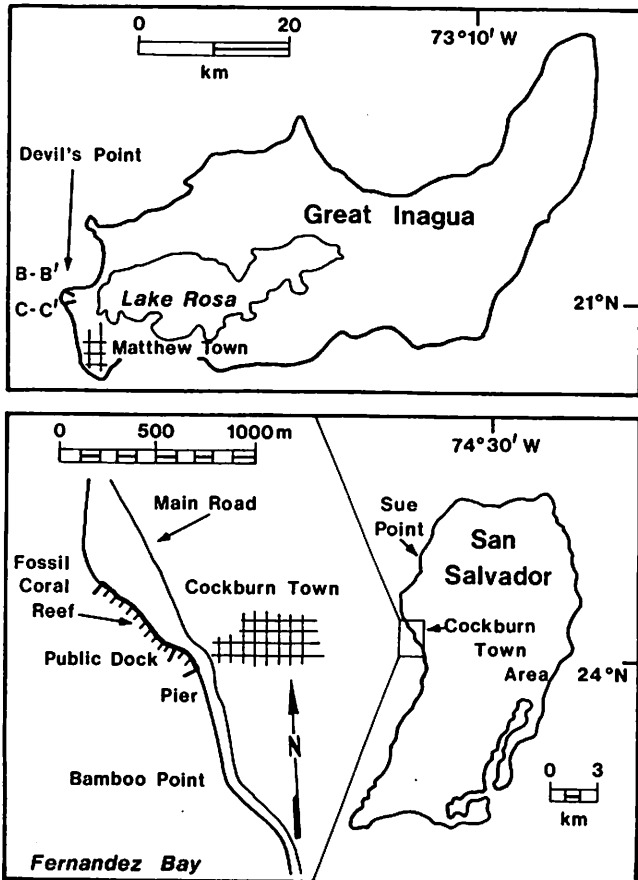 0 20
km
73°10' W
Devil's Point
Great Inagua
B-B'
C-C'
Lake Rosa
21°N
Matthew Town
0 500 1000m
74°30' W
Main Road
Sue
Point
San
Salvador
Fossil
Coral
Reef
Cockburn Town
Cockburn
Town
Area
24°N
Public Dock
Pier
N
Bamboo Point
0 3
km
Fernandez Bay